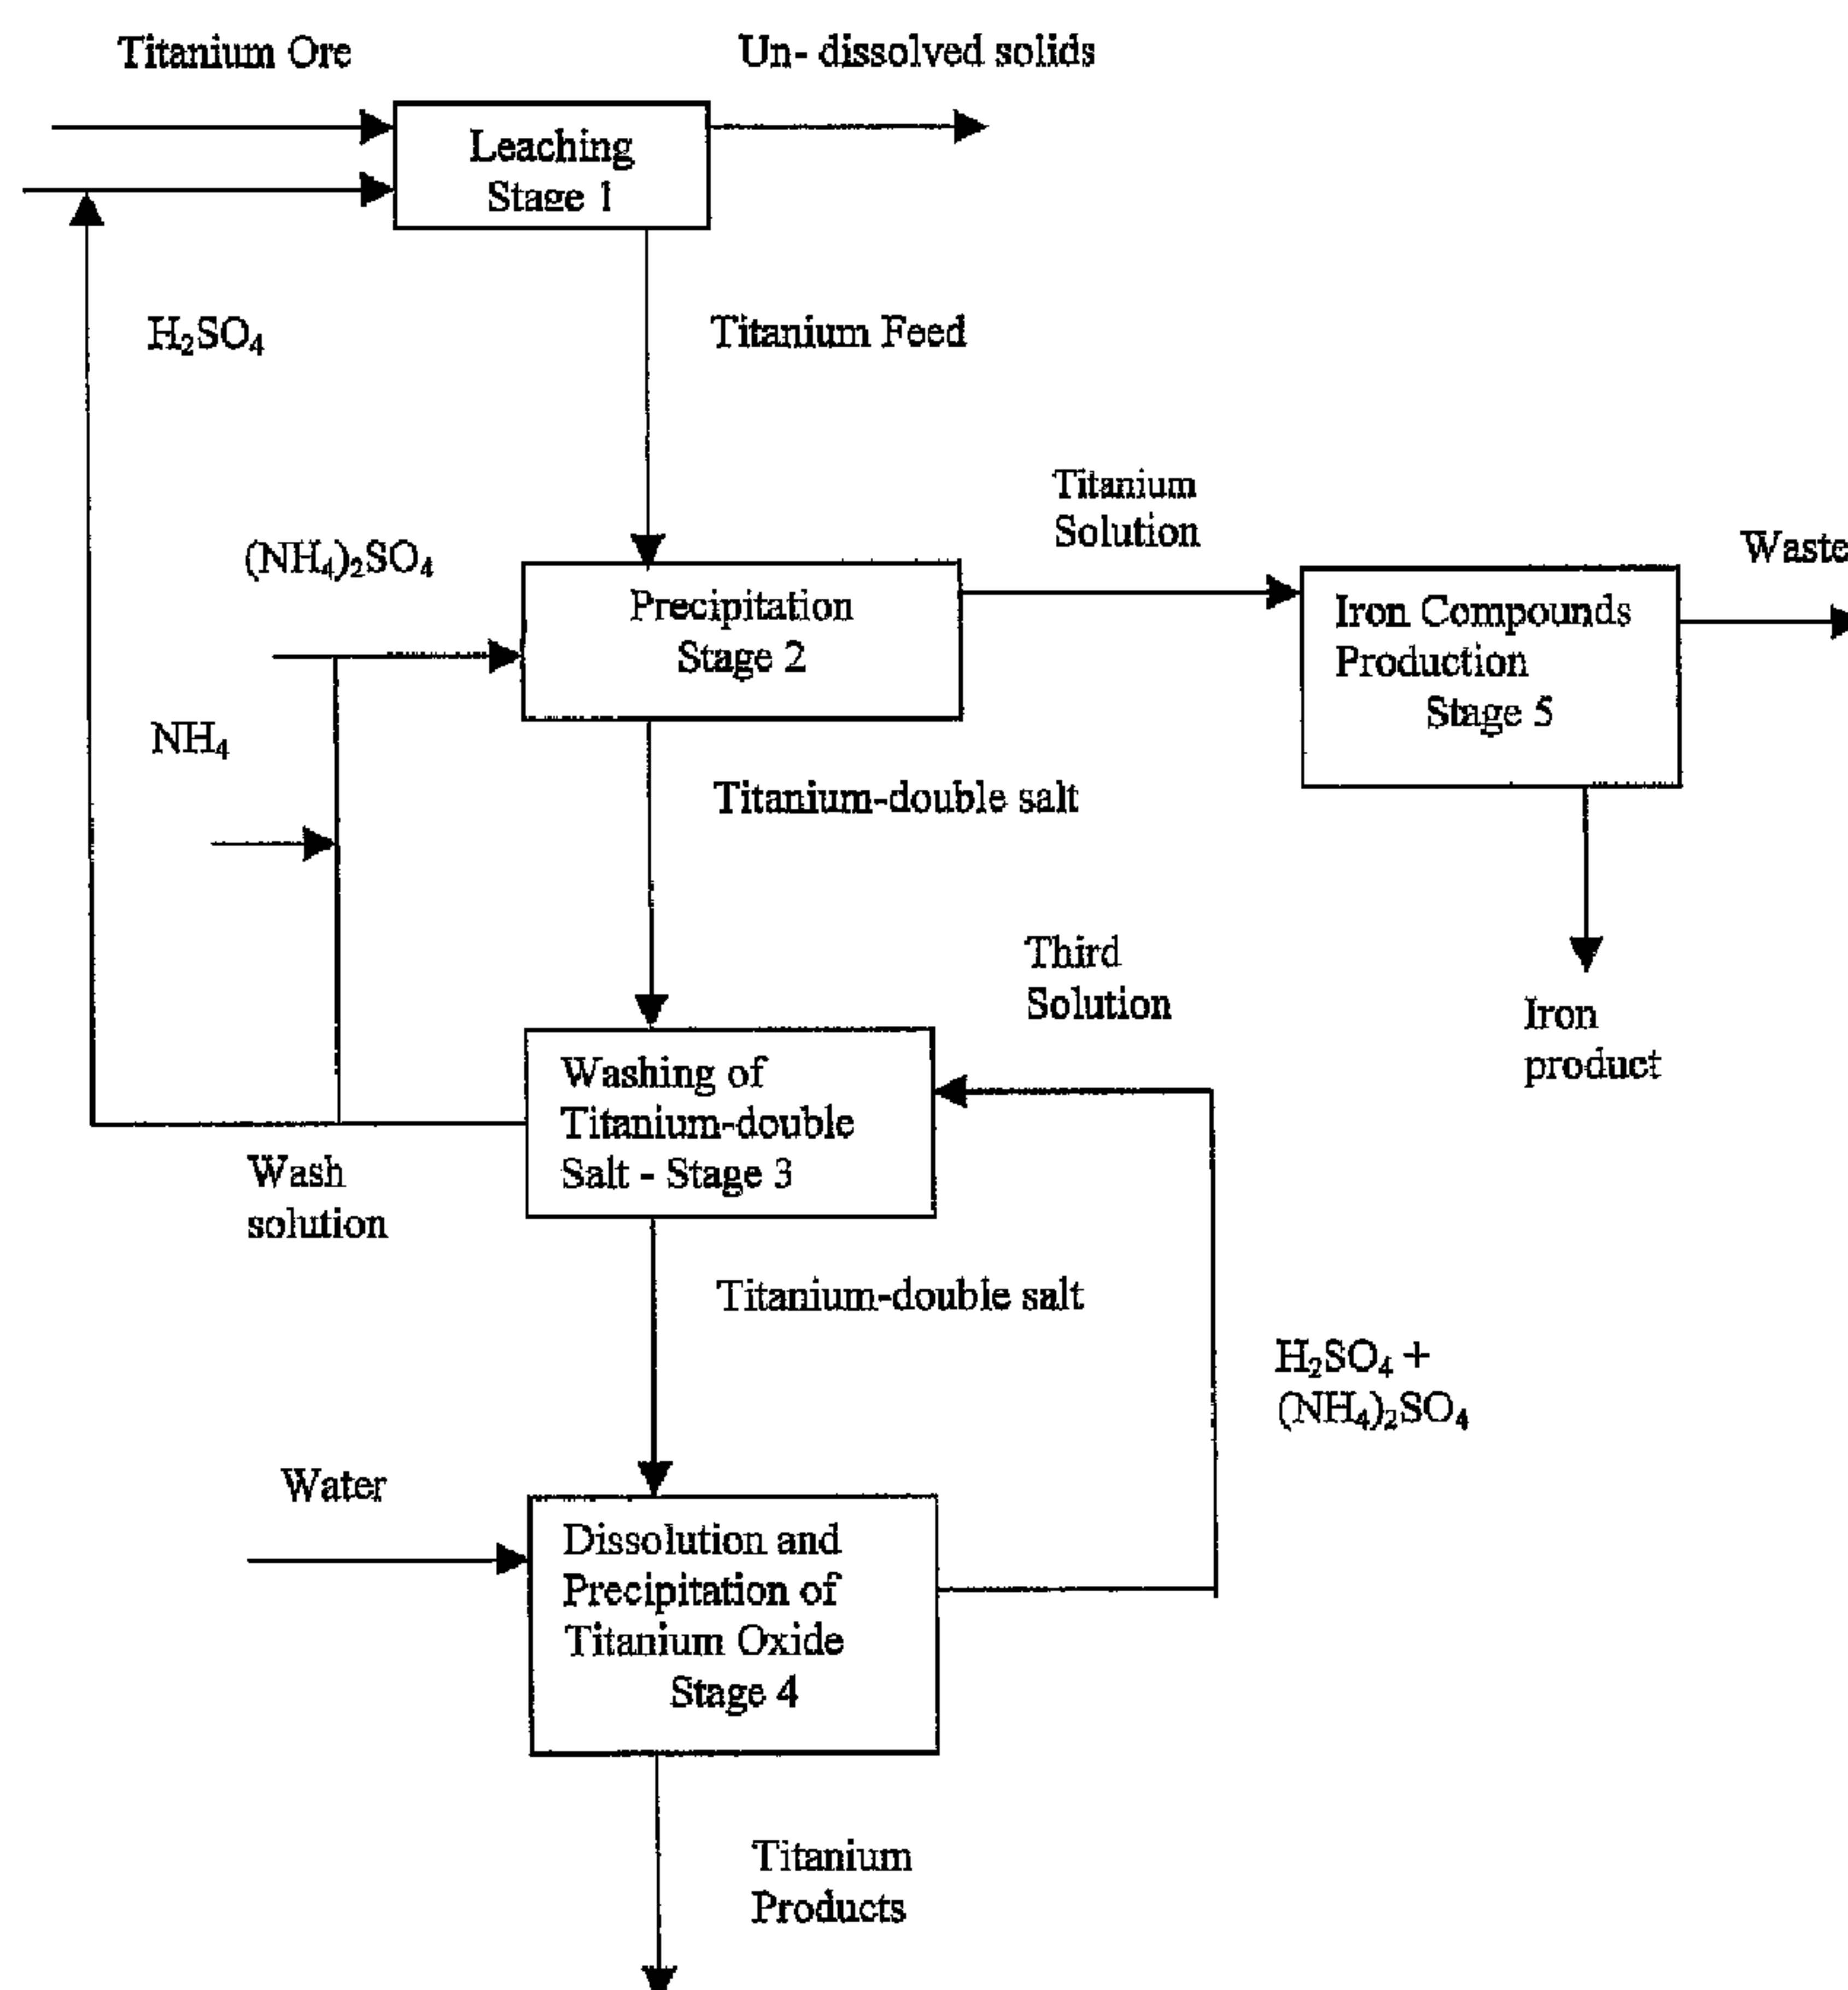 Titanium Ore
Un- dissolved solids
Leaching
Stage 1
H₂SO₄
Titanium Feed
Titanium
Solution
(NH₄)₂SO₄
Waste
Precipitation
Stage 2
Iron Compounds
Production
Stage 5
NH₄
Titanium-double salt
Third
Solution
Iron
product
Washing of
Titanium-double
Salt - Stage 3
Wash
solution
Titanium-double salt
H₂SO₄ +
(NH₄)₂SO₄
Water
Dissolution and
Precipitation of
Titanium Oxide
Stage 4
Titanium
Products